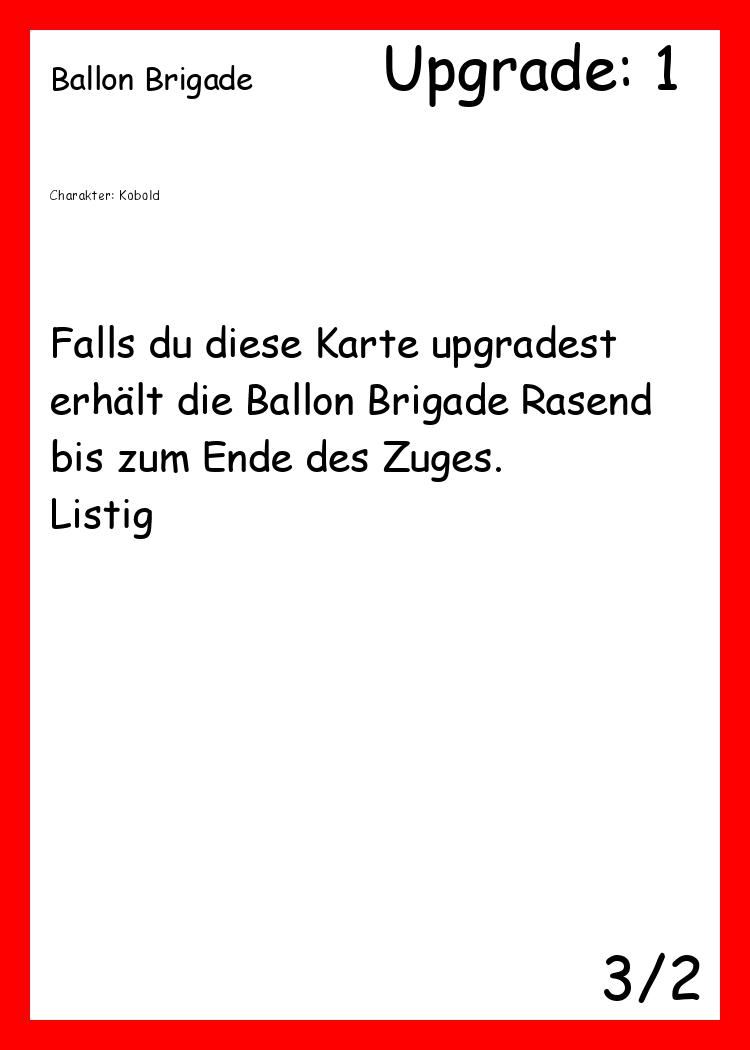 Ballon Brigade
Upgrade: 1
Charakter: Kobold
Falls du diese Karte upgradest
erhält die Ballon Brigade Rasend
bis zum Ende des Zuges.
Listig
3/2